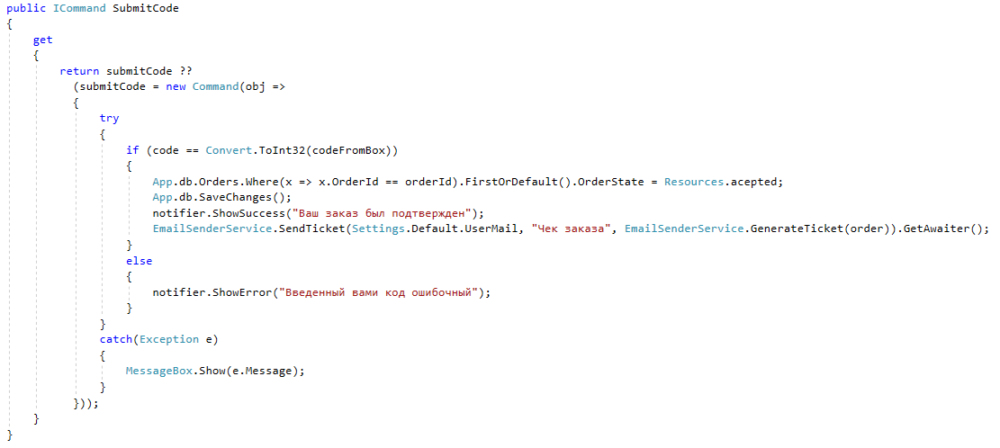 public ICommand SubmitCode
{
    get
    {
        return submitCode ??
          (submitCode = new Command(obj =>
          {
              try
              {
                  if (code == Convert.ToInt32(codeFromBox))
                  {
                      App.db.Orders.Where(x => x.OrderId == orderId).FirstOrDefault().OrderState = Resources.acepted;
                      App.db.SaveChanges();
                      notifier.ShowSuccess("Ваш заказ был подтвержден");
                      EmailSenderService.SendTicket(Settings.Default.UserMail, "Чек заказа", EmailSenderService.GenerateTicket(order)).GetAwaiter();
                  }
                  else
                  {
                      notifier.ShowError("Введенный вами код ошибочный");
                  }
              }
              catch(Exception e)
              {
                  MessageBox.Show(e.Message);
              }
          }));
    }
}